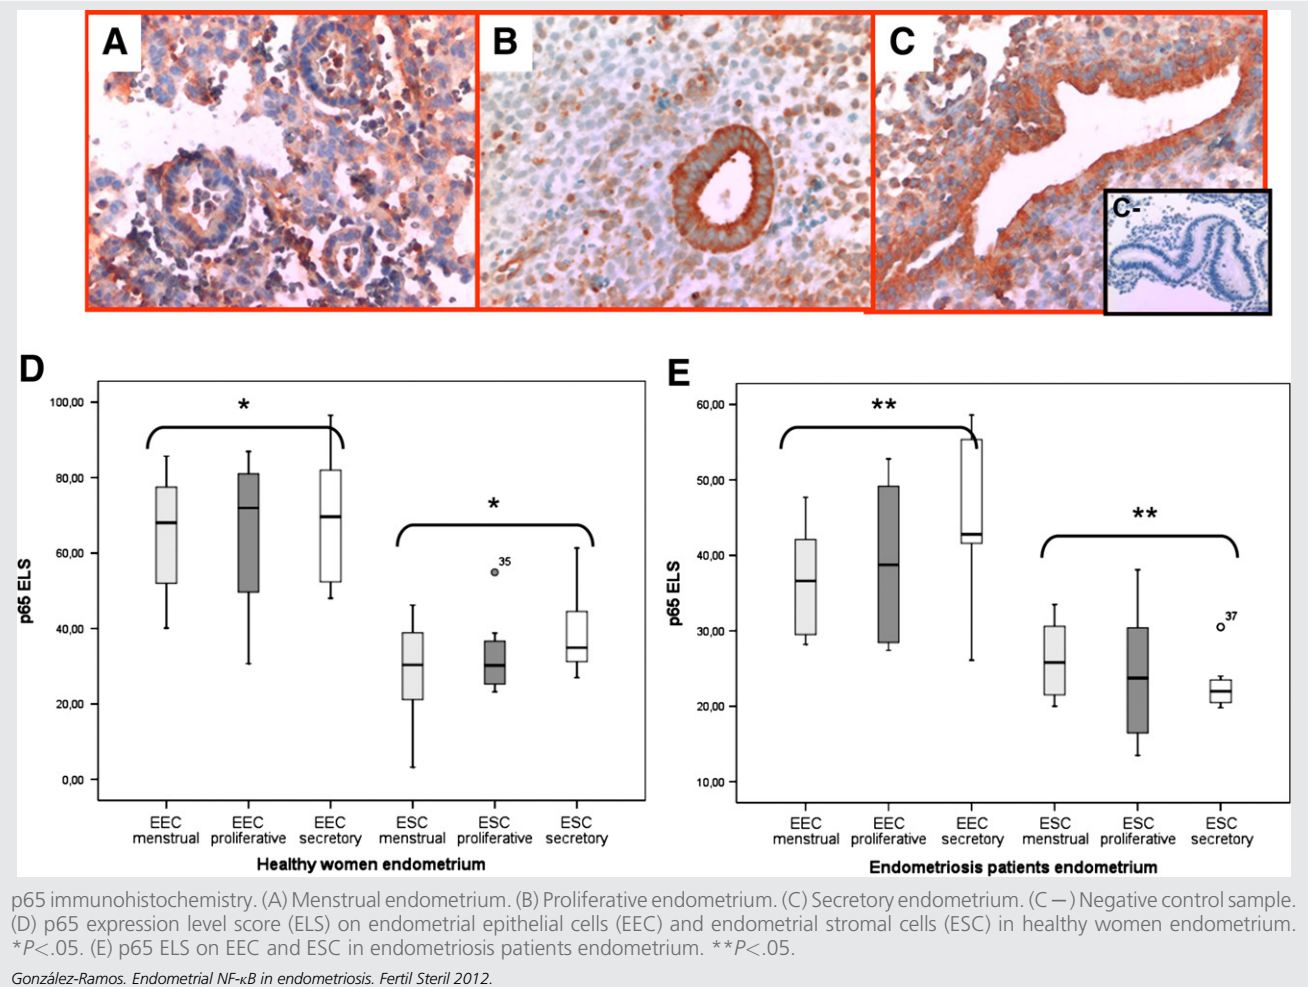 A
B
C
C-
D
*
*
100,00
80,00
60,00
40,00
20,00
0,00
p65 ELS
35
EEC menstrual
EEC proliferative
EEC secretory
ESC menstrual
ESC proliferative
ESC secretory
Healthy women endometrium
E
**
**
60,00
50,00
40,00
30,00
20,00
10,00
p65 ELS
37
EEC menstrual
EEC proliferative
EEC secretory
ESC menstrual
ESC proliferative
ESC secretory
Endometriosis patients endometrium
p65 immunohistochemistry. (A) Menstrual endometrium. (B) Proliferative endometrium. (C) Secretory endometrium. (C −) Negative control sample.
(D) p65 expression level score (ELS) on endometrial epithelial cells (EEC) and endometrial stromal cells (ESC) in healthy women endometrium.
*P<.05. (E) p65 ELS on EEC and ESC in endometriosis patients endometrium. **P<.05.
González-Ramos. Endometrial NF-κB in endometriosis. Fertil Steril 2012.